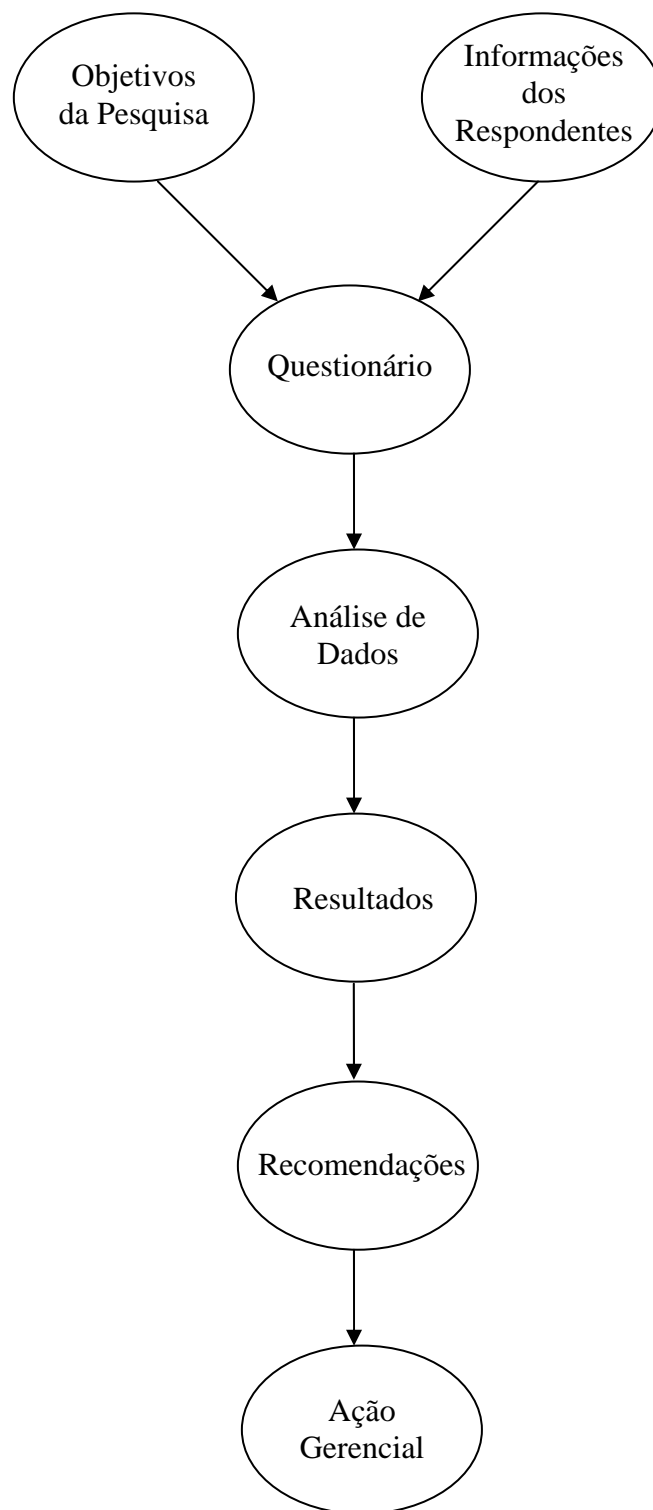 Objetivos
da Pesquisa
Informações
dos
Respondentes
Questionário
Análise de
Dados
Resultados
Recomendações
Ação
Gerencial